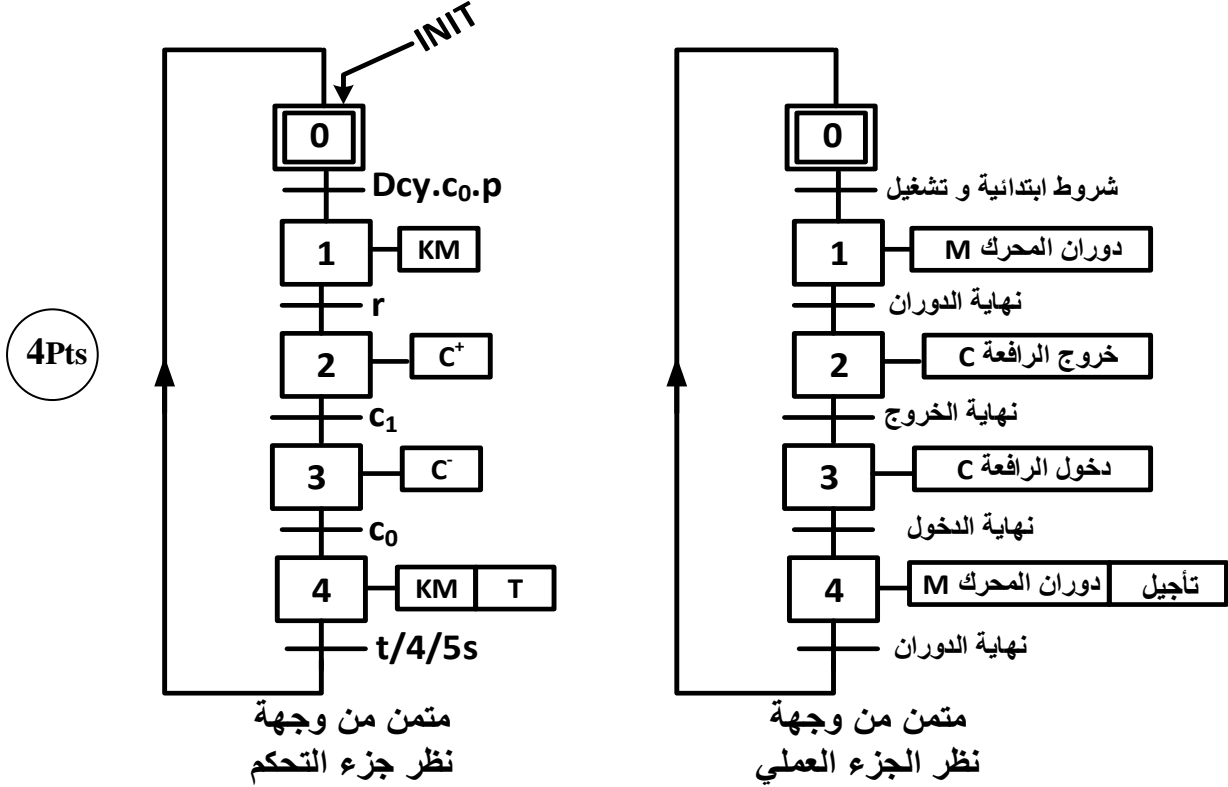 INIT
0
Dcy.c₀.p
1 KM
r
2 C⁺
c₁
3 C⁻
c₀
4 KM T
t/4/5s
متمن من وجهة
نظر جزء التحكم
4Pts
0
شروط ابتدائية و تشغيل
1 دوران المحرك M
نهاية الدوران
2 خروج الرافعة C
نهاية الخروج
3 دخول الرافعة C
نهاية الدخول
4 دوران المحرك M تأجيل
نهاية الدوران
متمن من وجهة
نظر الجزء العملي